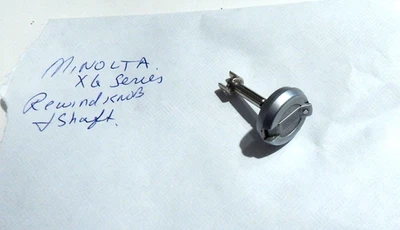 MINOLTA.
XG Series
Rewind KNOB
& Shaft.